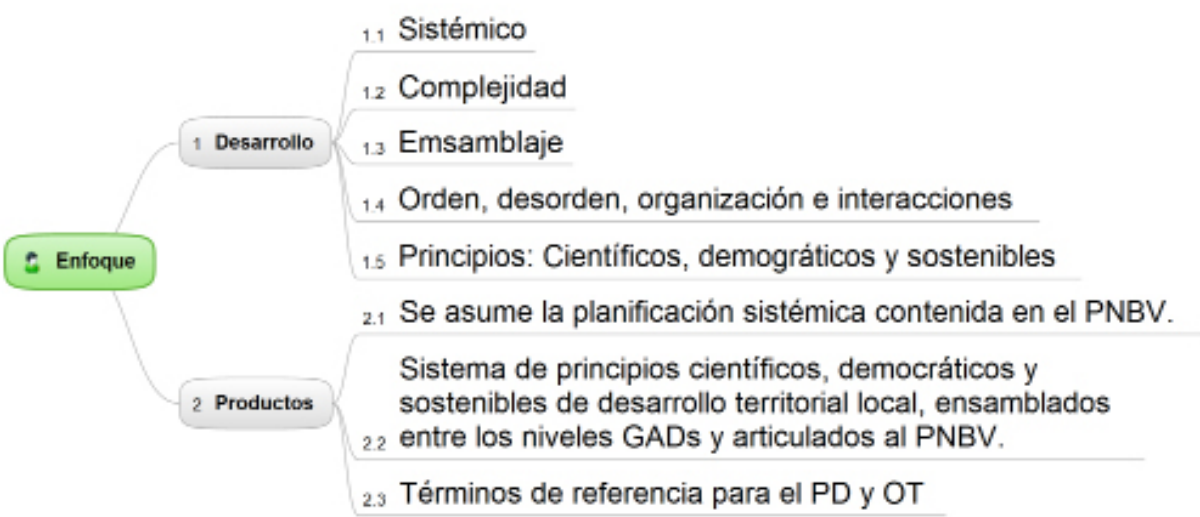 Enfoque
1 Desarrollo
1.1 Sistémico
1.2 Complejidad
1.3 Emsamblaje
1.4 Orden, desorden, organización e interacciones
1.5 Principios: Científicos, demográticos y sostenibles
2 Productos
2.1 Se asume la planificación sistémica contenida en el PNBV.
Sistema de principios científicos, democráticos y
sostenibles de desarrollo territorial local, ensamblados
2.2 entre los niveles GADs y articulados al PNBV.
2.3 Términos de referencia para el PD y OT